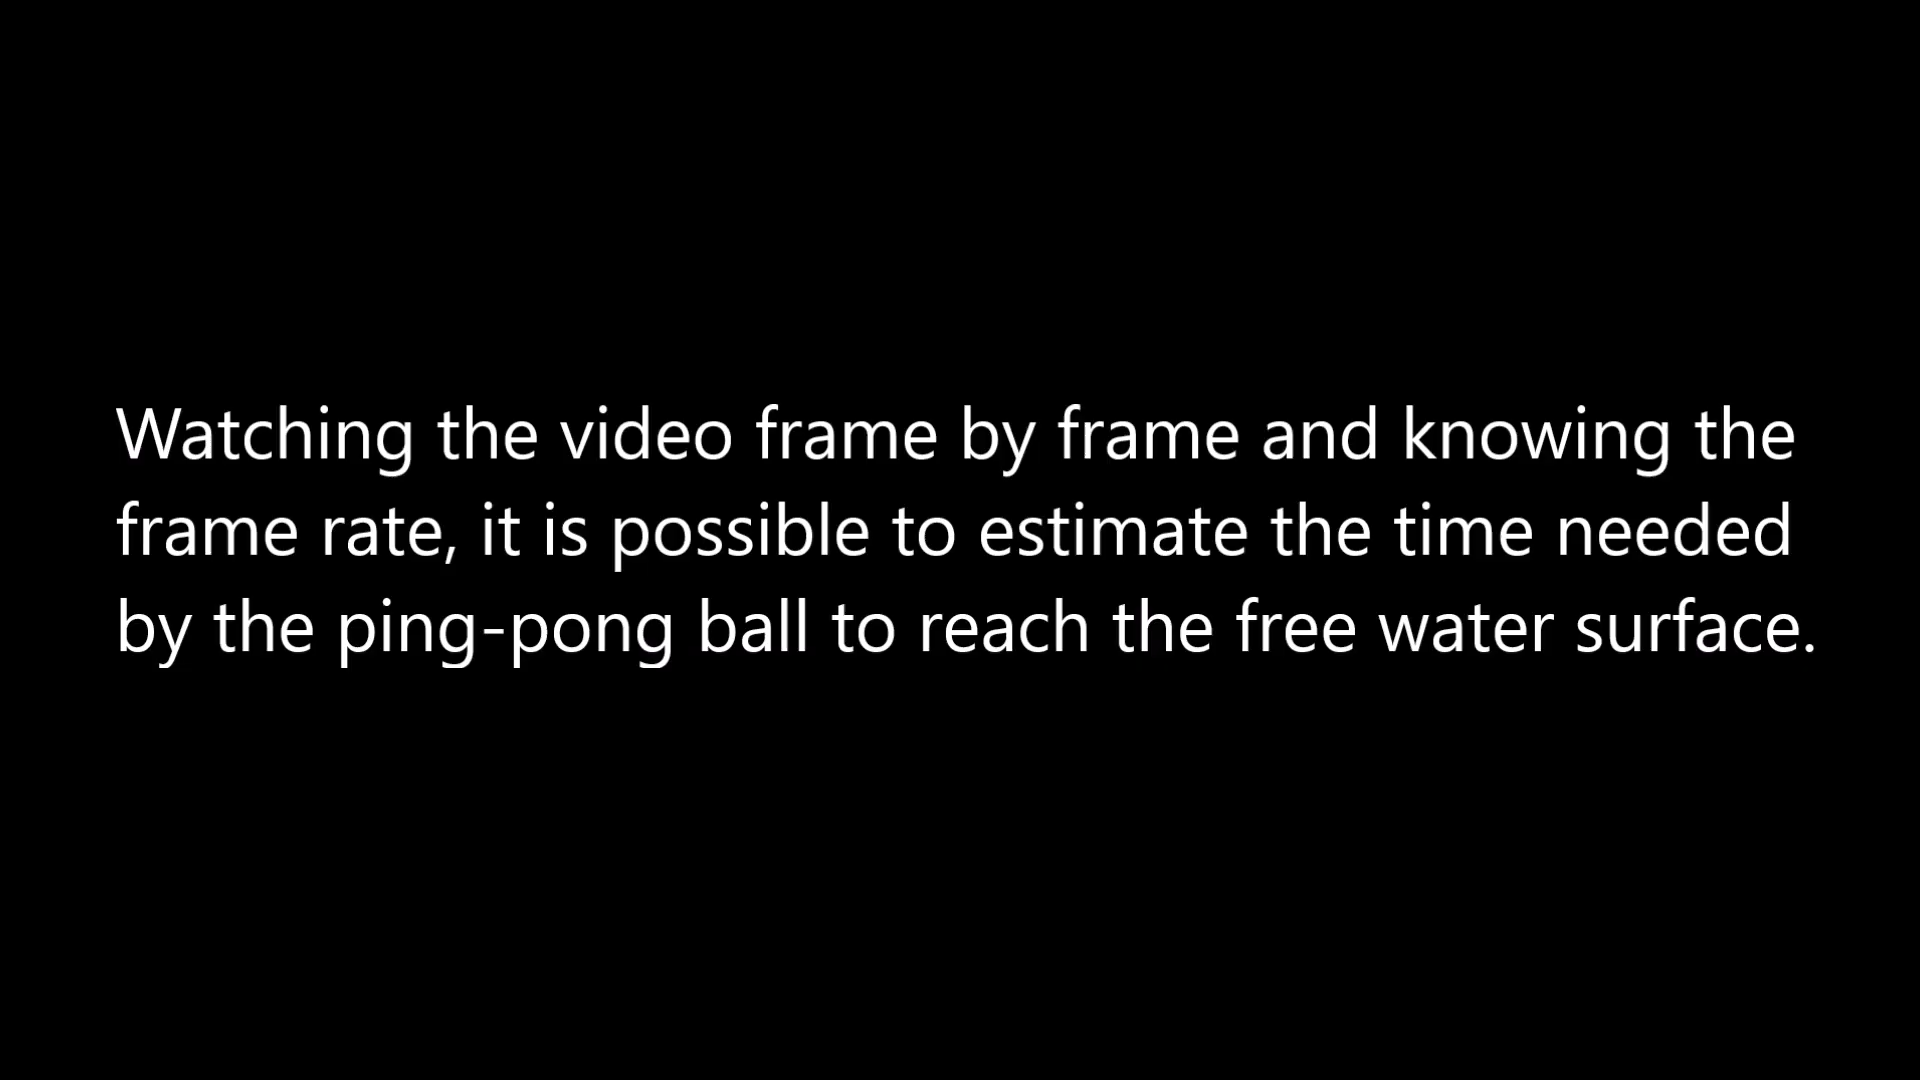 Watching the video frame by frame and knowing the
frame rate, it is possible to estimate the time needed
by the ping-pong ball to reach the free water surface.